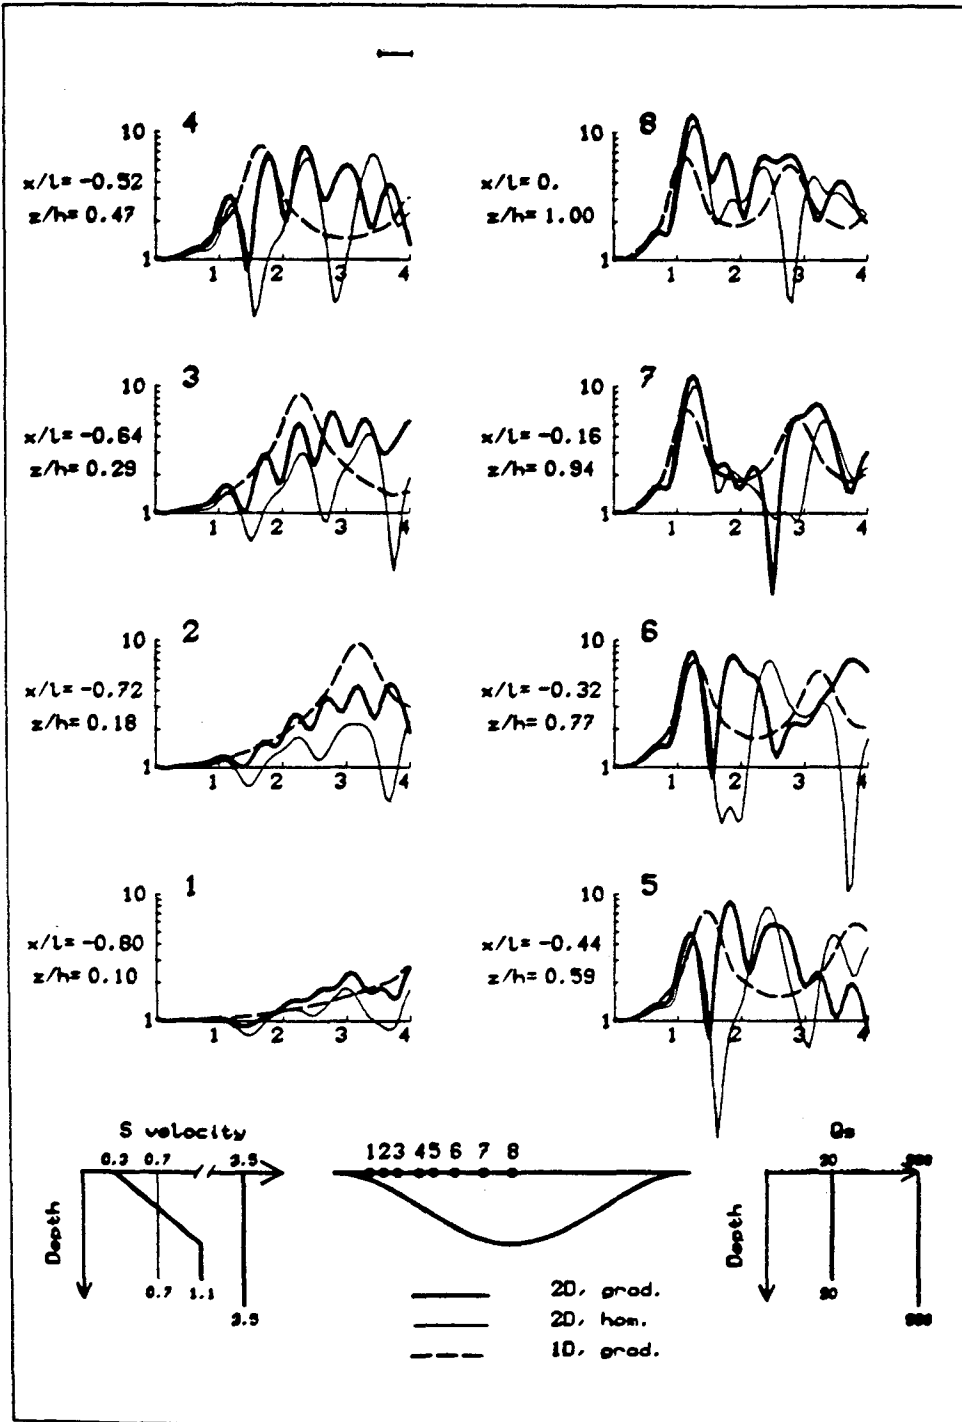 4
10
x/l= -0.52
z/h= 0.47
1
1 2 3 4
8
10
x/l= 0.
z/h= 1.00
1
1 2 3 4
3
10
x/l= -0.64
z/h= 0.29
1
1 2 3 4
7
10
x/l= -0.16
z/h= 0.94
1
1 2 3 4
2
10
x/l= -0.72
z/h= 0.18
1
1 2 3 4
6
10
x/l= -0.32
z/h= 0.77
1
1 2 3 4
1
10
x/l= -0.80
z/h= 0.10
1
1 2 3 4
5
10
x/l= -0.44
z/h= 0.59
1
1 2 3 4
S velocity
0.3 0.7 3.5
Depth
0.7 1.1
3.5
1 2 3 4 5 6 7 8
Qs
20
Depth
20
2D, grad.
2D, hom.
1D, grad.